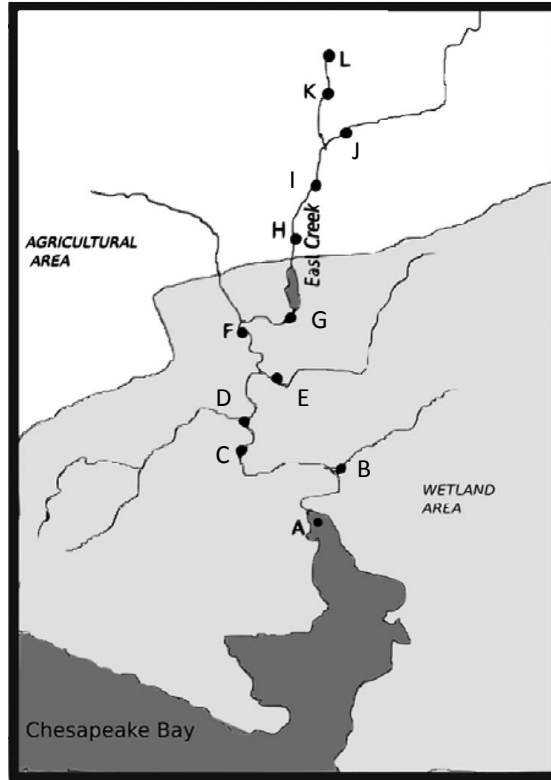 L
K
J
I
H
East Creek
AGRICULTURAL
AREA
G
F
E
D
C
B
WETLAND
AREA
A
Chesapeake Bay